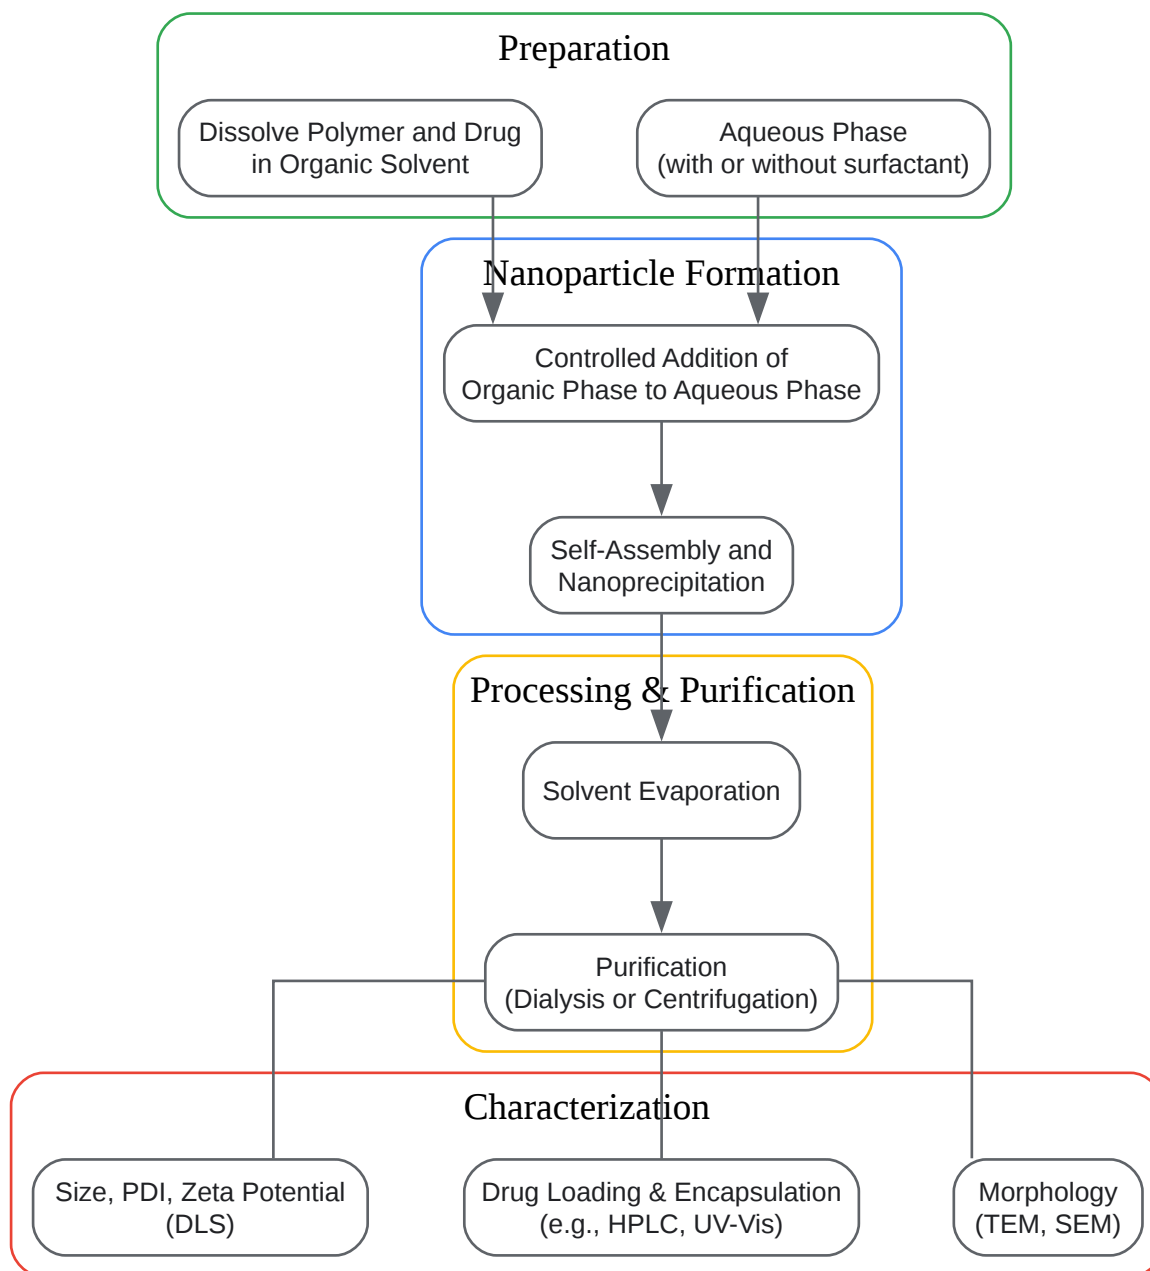 Preparation
Dissolve Polymer and Drug
in Organic Solvent
Aqueous Phase
(with or without surfactant)
Nanoparticle Formation
Controlled Addition of
Organic Phase to Aqueous Phase
Self-Assembly and
Nanoprecipitation
Processing & Purification
Solvent Evaporation
Purification
(Dialysis or Centrifugation)
Characterization
Size, PDI, Zeta Potential
(DLS)
Drug Loading & Encapsulation
(e.g., HPLC, UV-Vis)
Morphology
(TEM, SEM)